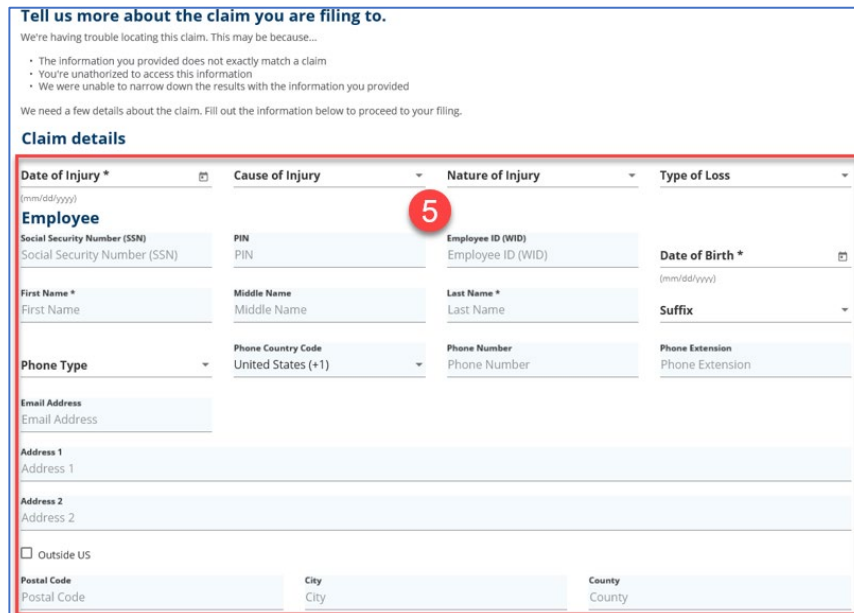 Tell us more about the claim you are filing to.
We're having trouble locating this claim. This may be because...
• The information you provided does not exactly match a claim
• You're unathorized to access this information
• We were unable to narrow down the results with the information you provided
We need a few details about the claim. Fill out the information below to proceed to your filing.
Claim details
Date of Injury * Cause of Injury Nature of Injury Type of Loss
(mm/dd/yyyy)
5
Employee
Social Security Number (SSN) PIN Employee ID (WID)
Social Security Number (SSN) PIN Employee ID (WID) Date of Birth *
(mm/dd/yyyy)
First Name * Middle Name Last Name *
First Name Middle Name Last Name Suffix
Phone Country Code Phone Number Phone Extension
Phone Type United States (+1) Phone Number Phone Extension
Email Address
Email Address
Address 1
Address 1
Address 2
Address 2
Outside US
Postal Code City County
Postal Code City County